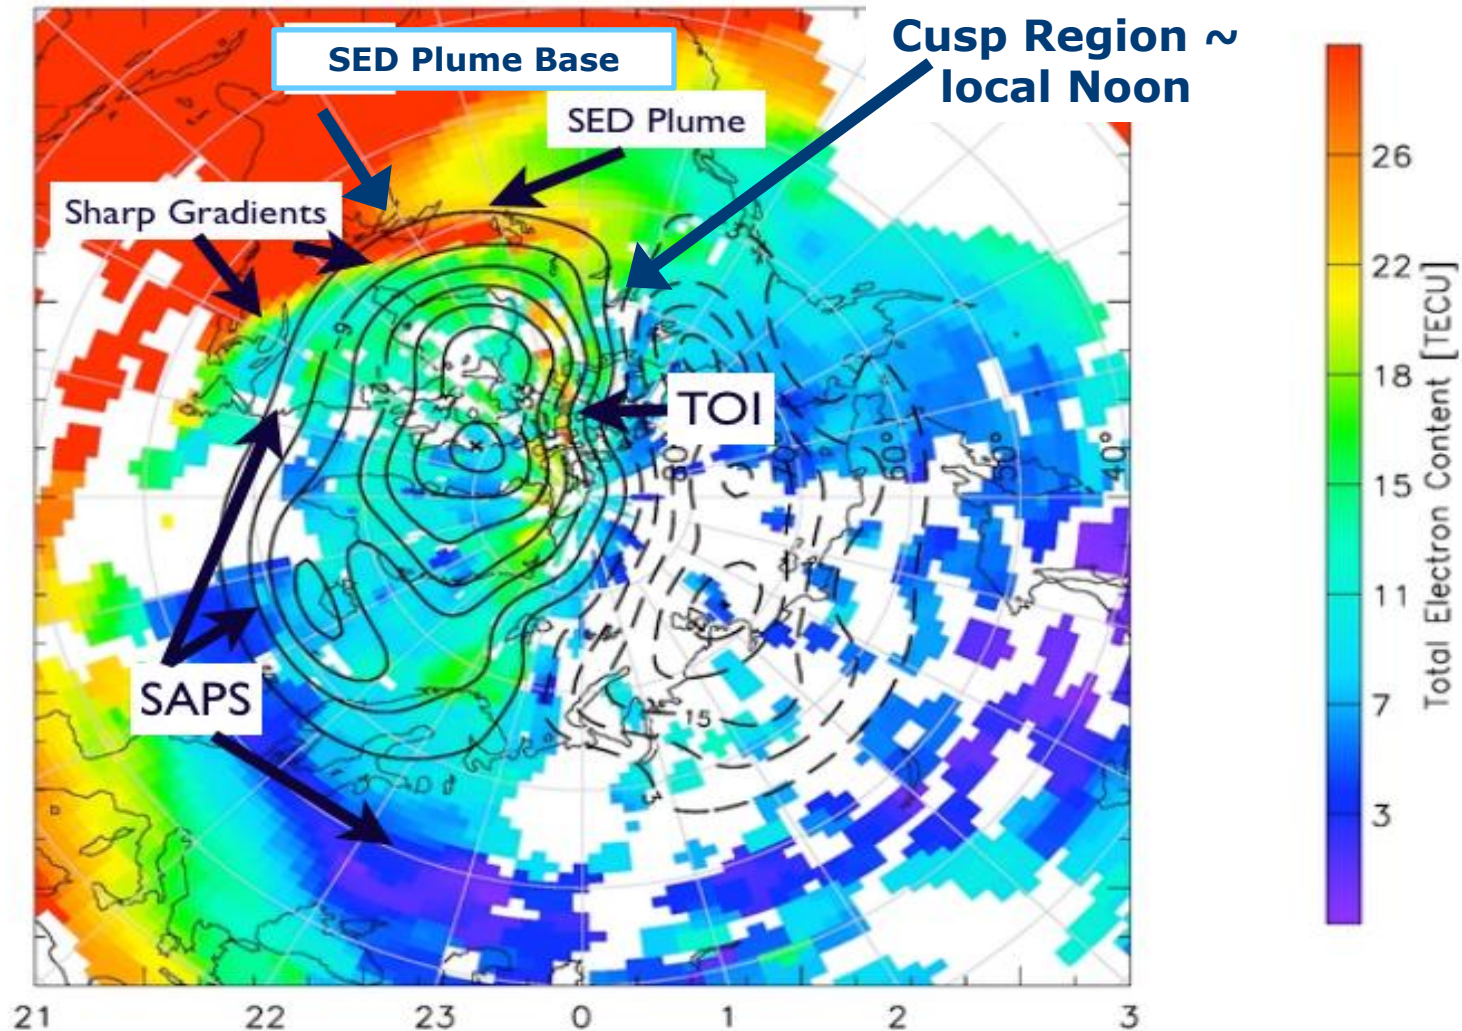 SED Plume Base
Cusp Region ~
local Noon
SED Plume
Sharp Gradients
TOI
SAPS
80°
70°
60°
50°
40°
15
3
21 22 23 0 1 2 3
26
22
18
15
11
7
3
Total Electron Content [TECU]